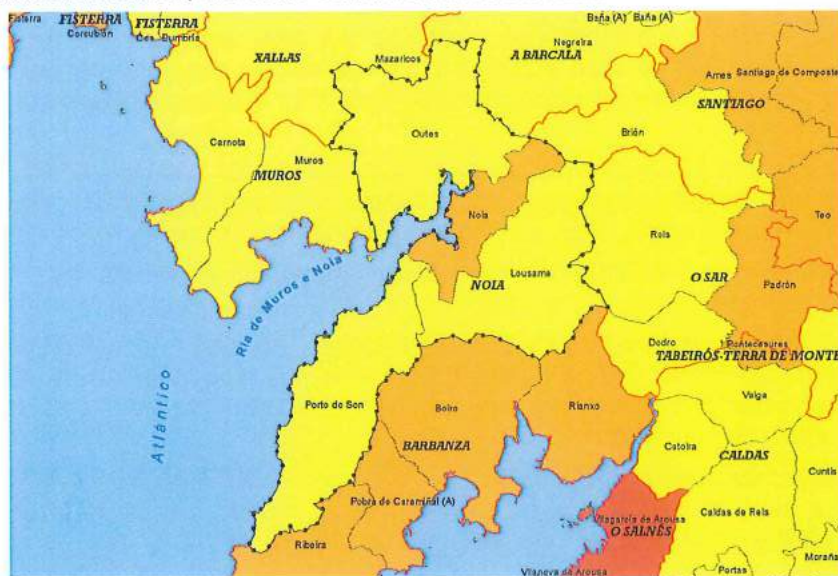 Fisterra
FISTERRA
Corcubión
FISTERRA
Cee Dumbría
XALLAS
Mazaricos
Baña (A) Baña (A)
Negreira
A BARCALA
Ames Santiago de Composte
SANTIAGO
Outes
Brión
Carnota
Muros
MUROS
Noia
Rois
Teo
Ría de Muros e Noia
NOIA
Lousame
O SAR
Padrón
Dodro
Pontecesures
TABEIRÓS-TERRA DE MONTE
Atlántico
Porto do Son
Boiro
Rianxo
Valga
BARBANZA
Catoira
CALDAS
Cuntis
Pobra do Caramiñal (A)
Vilagarcía de Arousa
O SALNÉS
Caldas de Reis
Ribeira
Vilanova de Arousa
Portas
Moraña